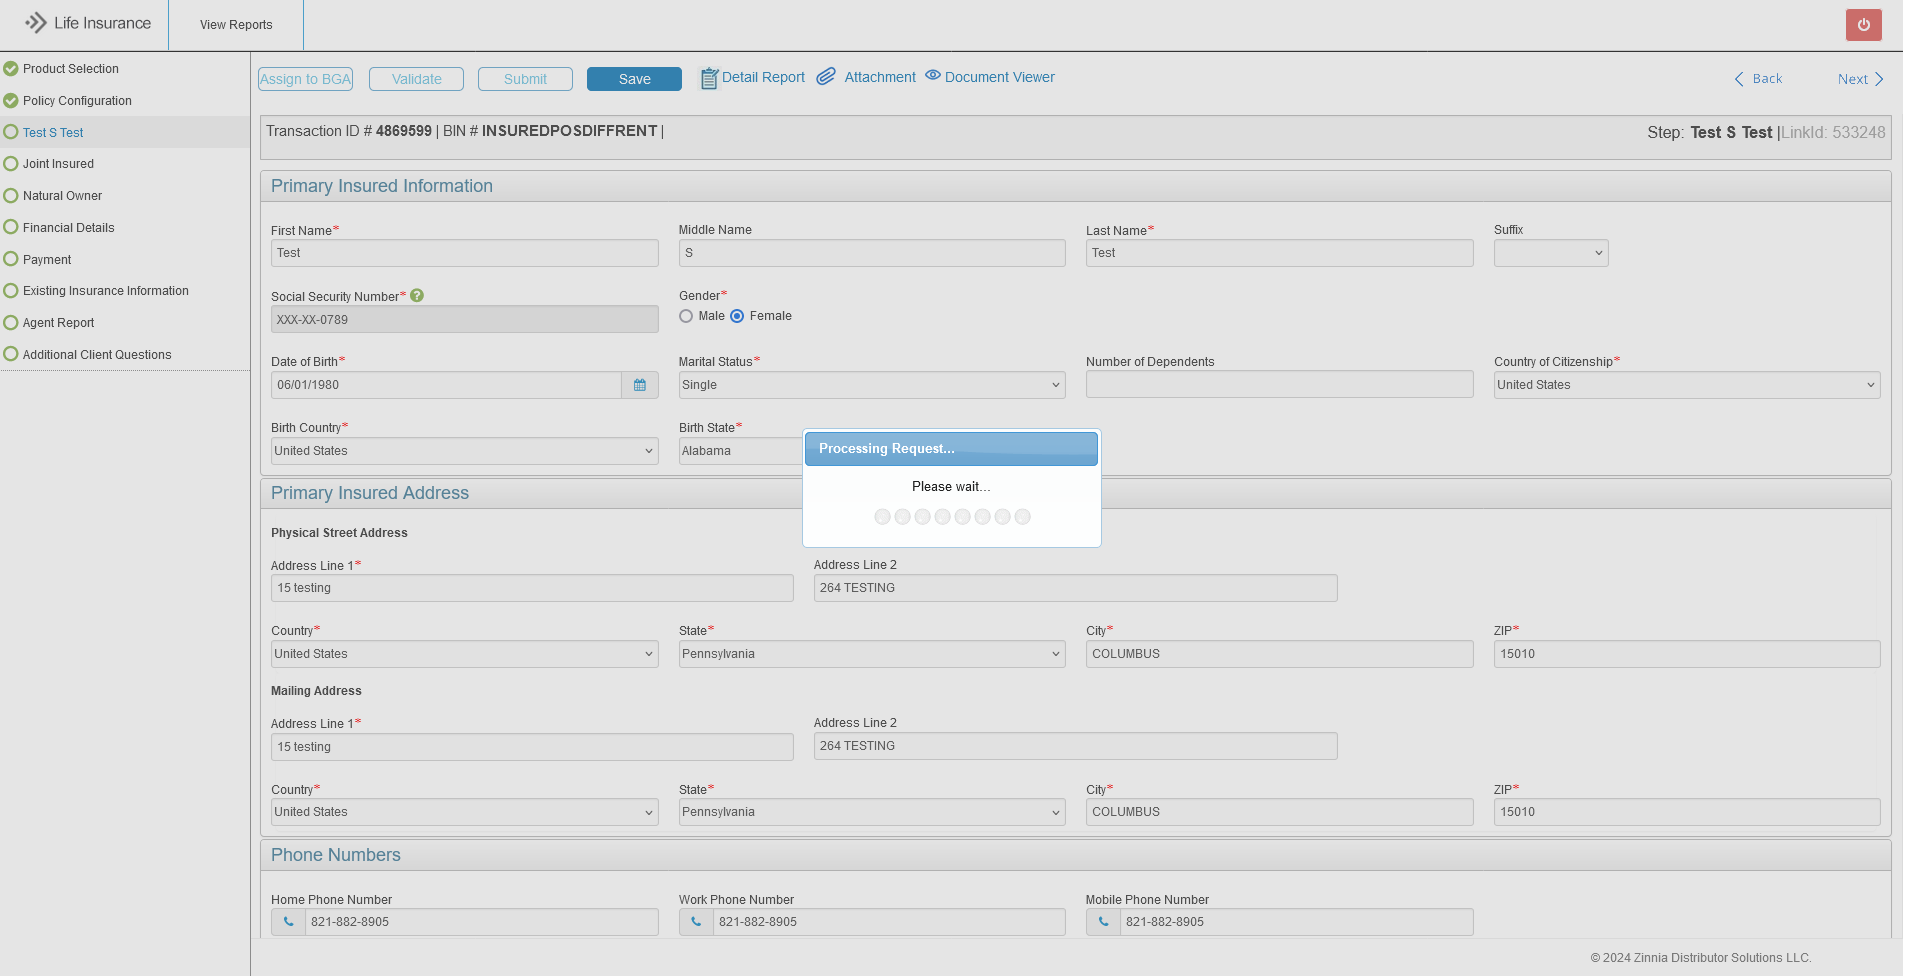 Life Insurance
View Reports
Product Selection
Policy Configuration
Test S Test
Joint Insured
Natural Owner
Financial Details
Payment
Existing Insurance Information
Agent Report
Additional Client Questions
Assign to BGA Validate Submit Save Detail Report Attachment Document Viewer Back Next
Transaction ID # 4869599 | BIN # INSUREDPOSDIFFRENT |
Step: Test S Test |LinkId: 533248
Primary Insured Information
First Name* Middle Name Last Name* Suffix
Test S Test
Social Security Number* ? Gender*
XXX-XX-0789 Male Female
Date of Birth* Marital Status* Number of Dependents Country of Citizenship*
06/01/1980 Single United States
Birth Country* Birth State*
United States Alabama
Processing Request...
Please wait...
Primary Insured Address
Physical Street Address
Address Line 1* Address Line 2
15 testing 264 TESTING
Country* State* City* ZIP*
United States Pennsylvania COLUMBUS 15010
Mailing Address
Address Line 1* Address Line 2
15 testing 264 TESTING
Country* State* City* ZIP*
United States Pennsylvania COLUMBUS 15010
Phone Numbers
Home Phone Number Work Phone Number Mobile Phone Number
821-882-8905 821-882-8905 821-882-8905
© 2024 Zinnia Distributor Solutions LLC.